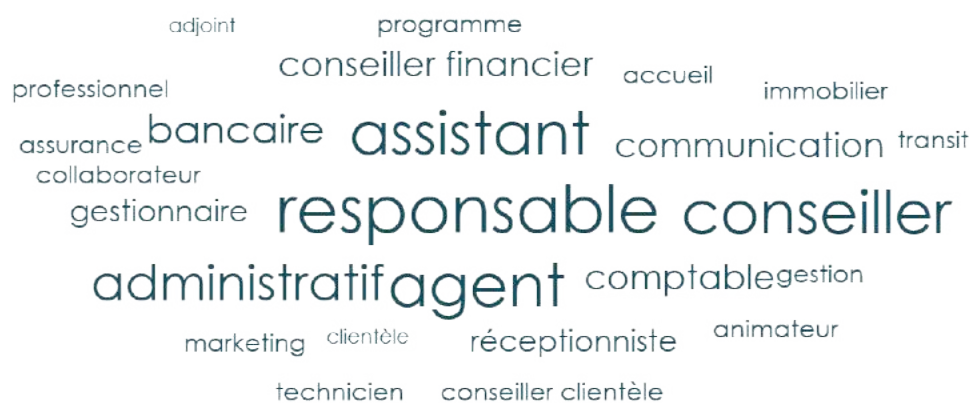 adjoint programme
conseiller financier accueil
professionnel immobilier
assurance bancaire assistant communication transit
collaborateur
gestionnaire responsable conseiller
administratif agent comptable gestion
marketing clientèle réceptionniste animateur
technicien conseiller clientèle